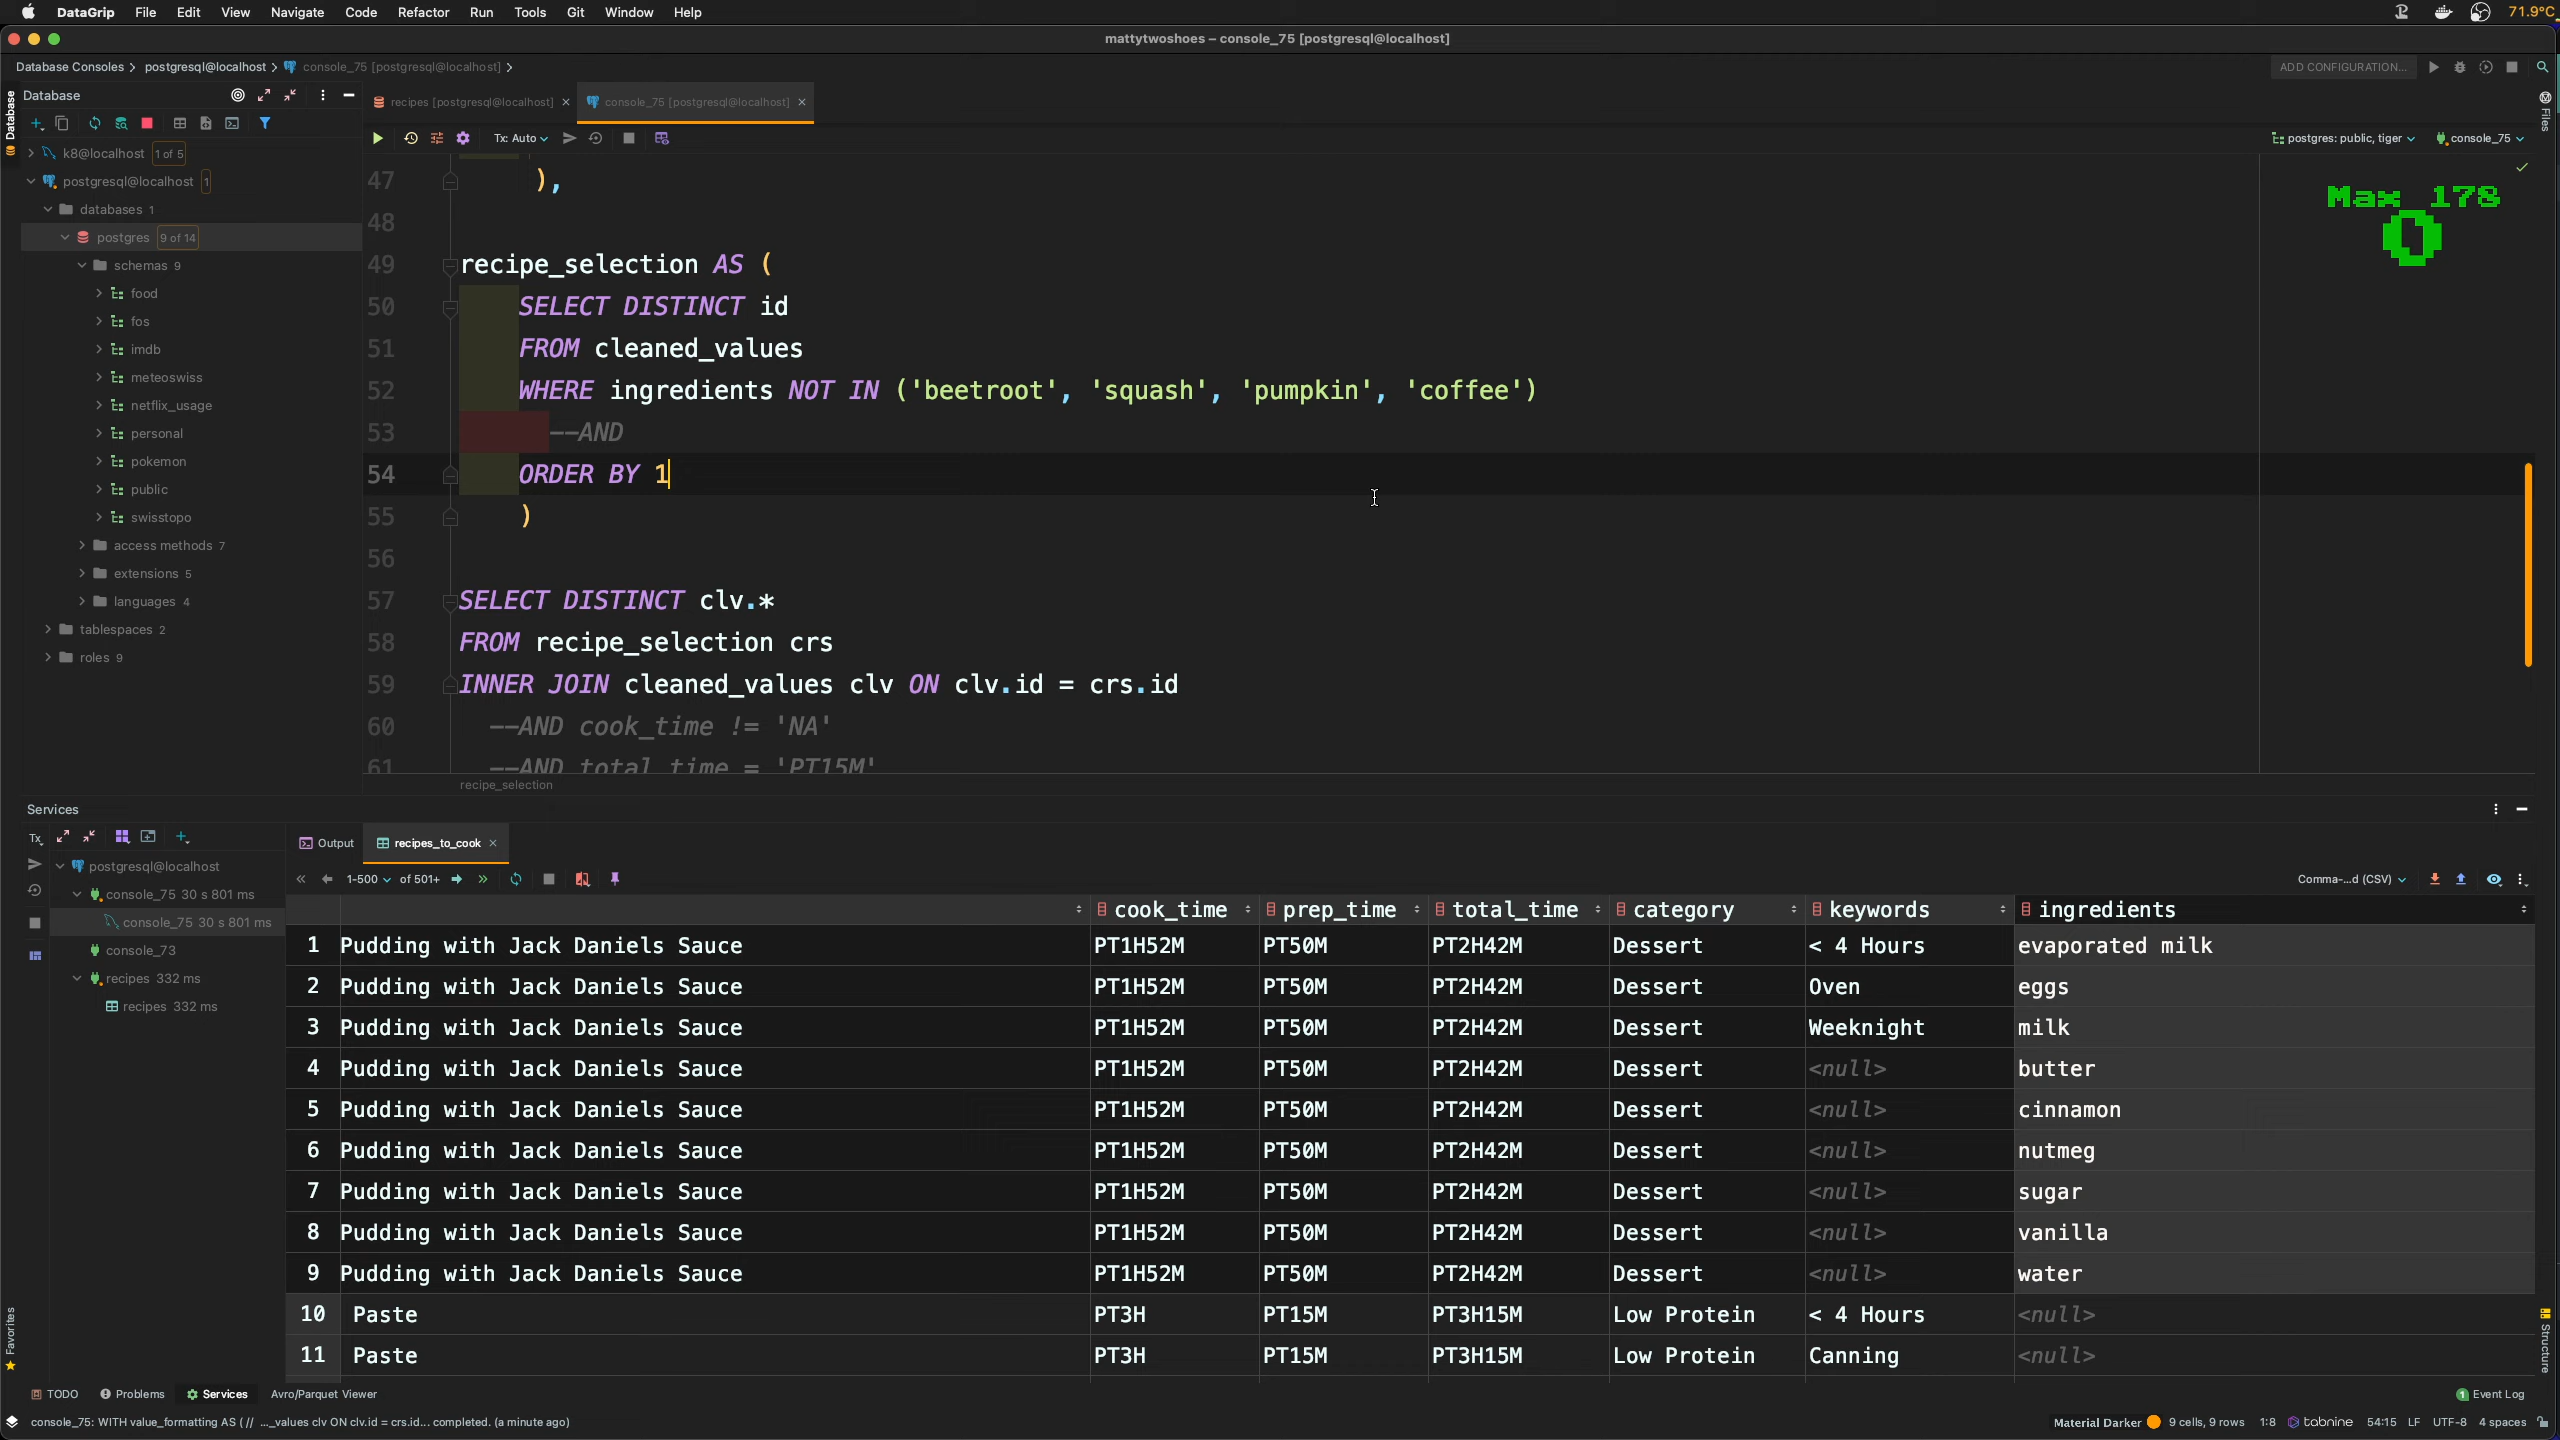 DataGrip File Edit View Navigate Code Refactor Run Tools Git Window Help
71.9°C
mattytwoshoes – console_75 [postgresql@localhost]
Database Consoles postgresql@localhost console_75 [postgresql@localhost]
ADD CONFIGURATION...
Database
Database
Files
recipes [postgresql@localhost]
console_75 [postgresql@localhost]
Tx: Auto
postgres: public, tiger
console_75
k8@localhost 1 of 5
postgresql@localhost 1
databases 1
postgres 9 of 14
schemas 9
food
fos
imdb
meteoswiss
netflix_usage
personal
pokemon
public
swisstopo
access methods 7
extensions 5
languages 4
tablespaces 2
roles 9
Max 178
0
47 ),
48
49 recipe_selection AS (
50 SELECT DISTINCT id
51 FROM cleaned_values
52 WHERE ingredients NOT IN ('beetroot', 'squash', 'pumpkin', 'coffee')
53 --AND
54 ORDER BY 1
55 )
56
57 SELECT DISTINCT clv.*
58 FROM recipe_selection crs
59 INNER JOIN cleaned_values clv ON clv.id = crs.id
60 --AND cook_time != 'NA'
61 --AND total_time = 'PT15M'
recipe_selection
Services
Tx
postgresql@localhost
console_75 30 s 801 ms
console_75 30 s 801 ms
console_73
recipes 332 ms
recipes 332 ms
Output
recipes_to_cook
1-500 of 501+
Comma-...d (CSV)
cook_time prep_time total_time category keywords ingredients
1 Pudding with Jack Daniels Sauce PT1H52M PT50M PT2H42M Dessert < 4 Hours evaporated milk
2 Pudding with Jack Daniels Sauce PT1H52M PT50M PT2H42M Dessert Oven eggs
3 Pudding with Jack Daniels Sauce PT1H52M PT50M PT2H42M Dessert Weeknight milk
4 Pudding with Jack Daniels Sauce PT1H52M PT50M PT2H42M Dessert <null> butter
5 Pudding with Jack Daniels Sauce PT1H52M PT50M PT2H42M Dessert <null> cinnamon
6 Pudding with Jack Daniels Sauce PT1H52M PT50M PT2H42M Dessert <null> nutmeg
7 Pudding with Jack Daniels Sauce PT1H52M PT50M PT2H42M Dessert <null> sugar
8 Pudding with Jack Daniels Sauce PT1H52M PT50M PT2H42M Dessert <null> vanilla
9 Pudding with Jack Daniels Sauce PT1H52M PT50M PT2H42M Dessert <null> water
10 Paste PT3H PT15M PT3H15M Low Protein < 4 Hours <null>
11 Paste PT3H PT15M PT3H15M Low Protein Canning <null>
Favorites
Structure
TODO Problems Services Avro/Parquet Viewer
1 Event Log
console_75: WITH value_formatting AS ( // ..._values clv ON clv.id = crs.id... completed. (a minute ago)
Material Darker 9 cells, 9 rows 1:8 tabnine 54:15 LF UTF-8 4 spaces